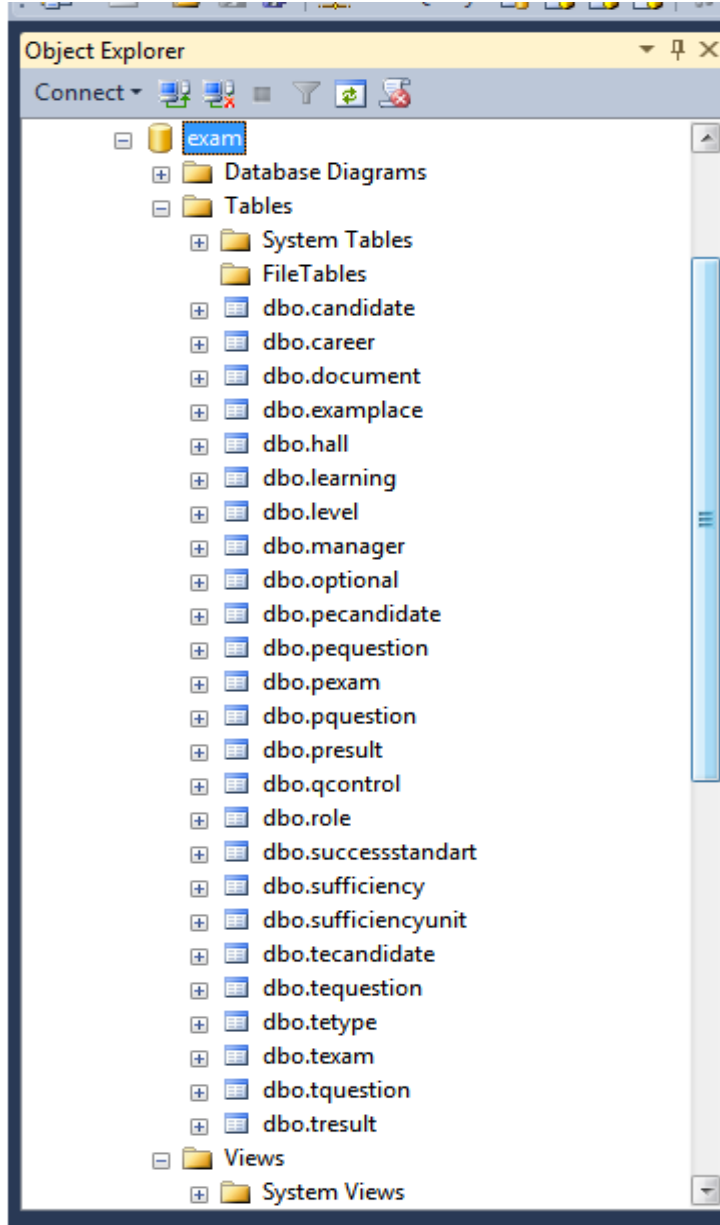 Object Explorer
Connect
exam
Database Diagrams
Tables
System Tables
FileTables
dbo.candidate
dbo.career
dbo.document
dbo.examplace
dbo.hall
dbo.learning
dbo.level
dbo.manager
dbo.optional
dbo.pecandidate
dbo.pequestion
dbo.pexam
dbo.pquestion
dbo.presult
dbo.qcontrol
dbo.role
dbo.successstandart
dbo.sufficiency
dbo.sufficiencyunit
dbo.tecandidate
dbo.tequestion
dbo.tetype
dbo.texam
dbo.tquestion
dbo.tresult
Views
System Views